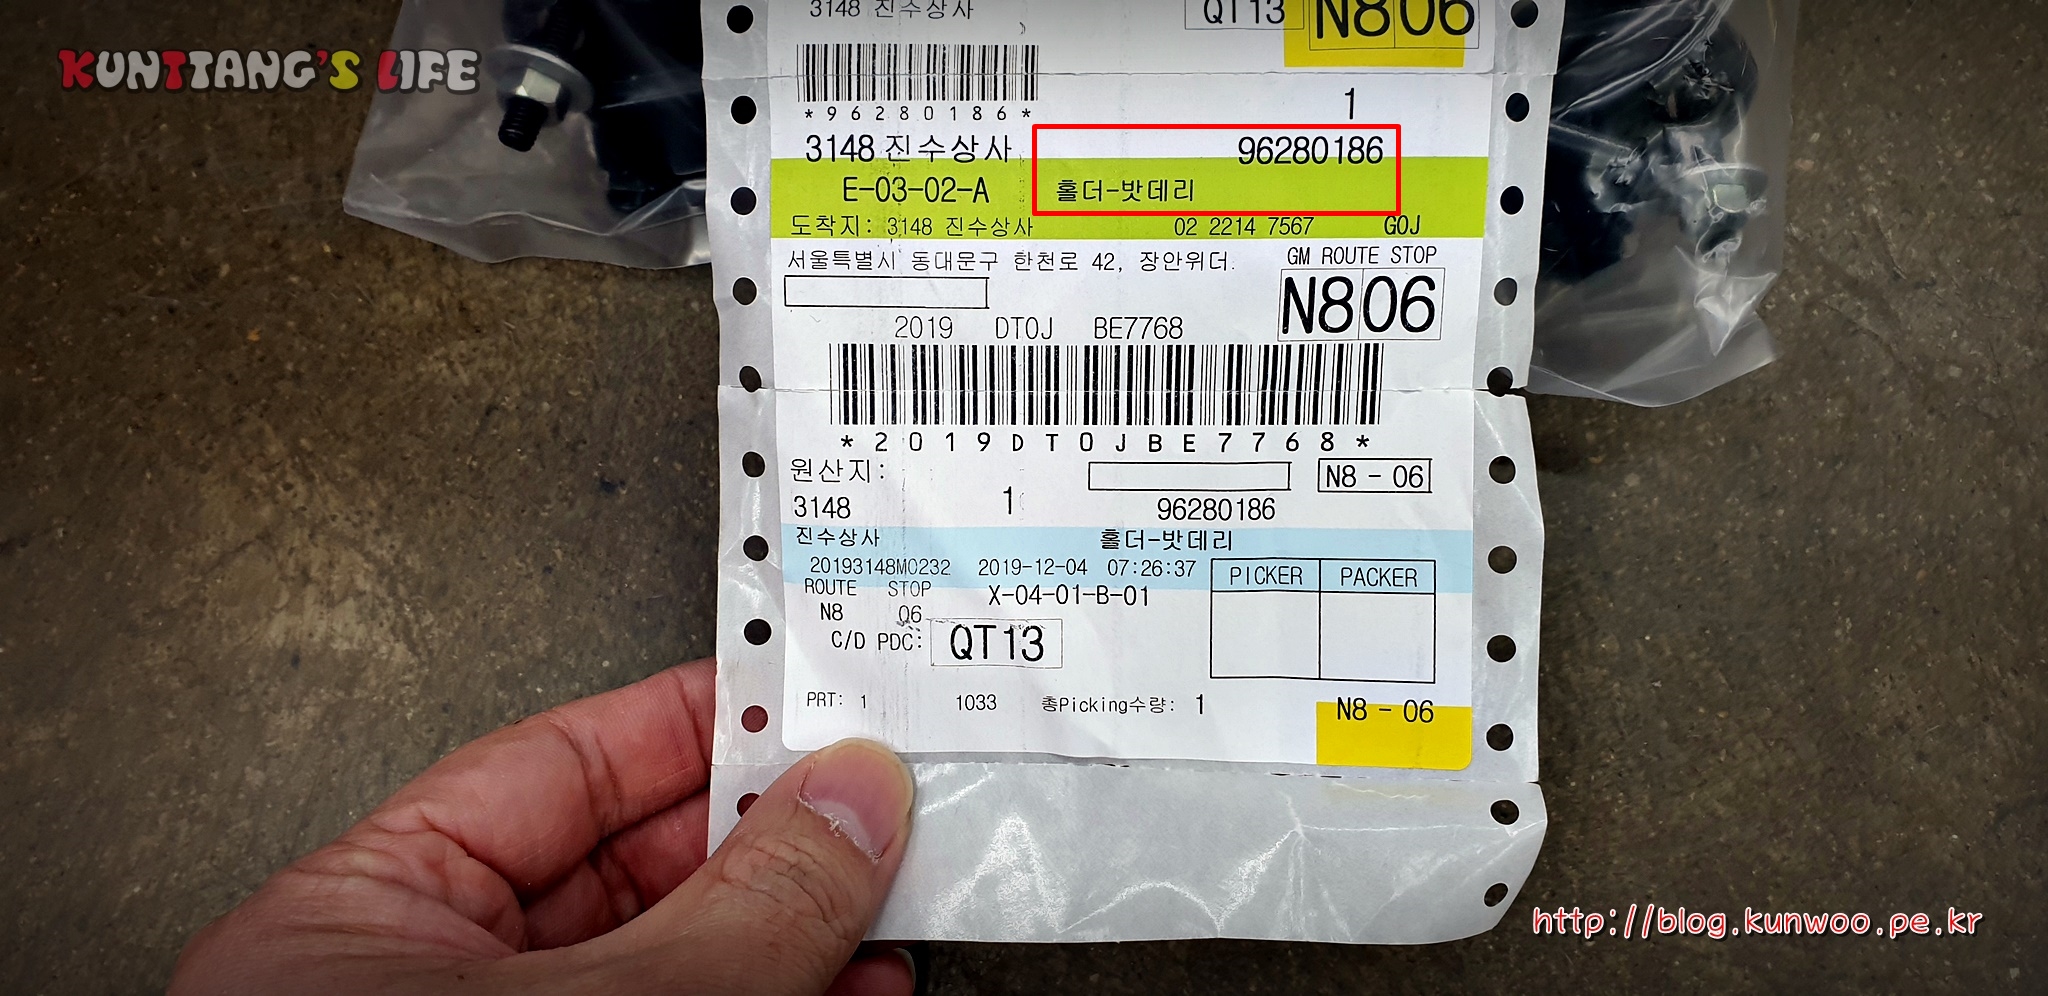 KUNTTANG'S LIFE
3148 진수상사 QT13 N806
*96280186* 1
3148 진수상사 96280186
E-03-02-A 홀더-밧데리
도착지: 3148 진수상사 02 2214 7567 GOJ
서울특별시 동대문구 한천로 42, 장안위더. GM ROUTE STOP
N806
2019 DTOJ BE7768
*2019DTOJBE7768*
원산지: N8 - 06
3148 1 96280186
진수상사 홀더-밧데리
20193148M0232 2019-12-04 07:26:37 PICKER PACKER
ROUTE STOP X-04-01-B-01
N8 06
C/D PDC: QT13
PRT: 1 1033 총Picking수량: 1 N8 - 06
http://blog.kunwoo.pe.kr